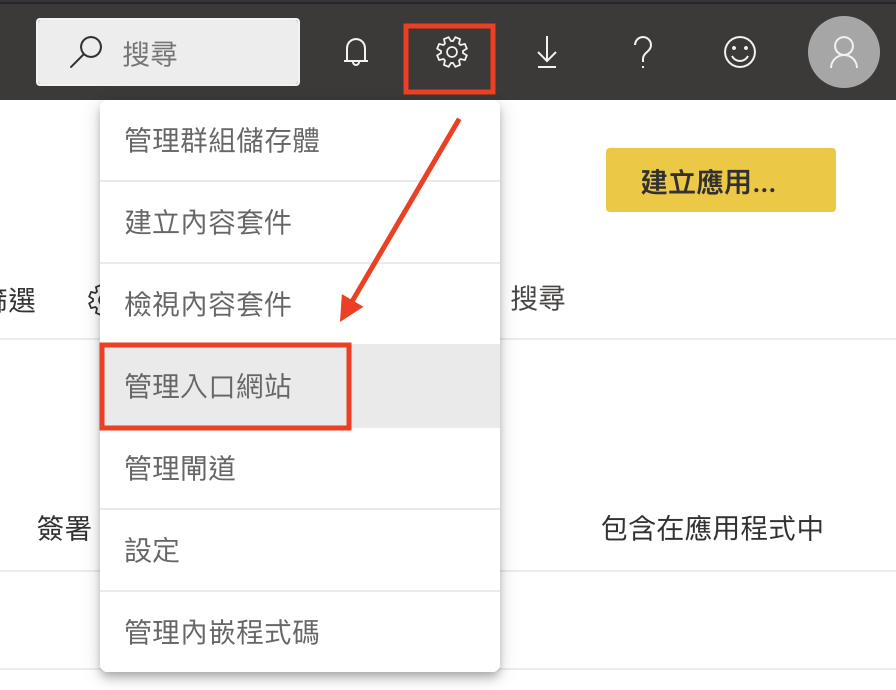 搜尋
管理群組儲存體
建立應用...
建立內容套件
篩選
檢視內容套件
搜尋
管理入口網站
管理閘道
簽署
包含在應用程式中
設定
管理內嵌程式碼